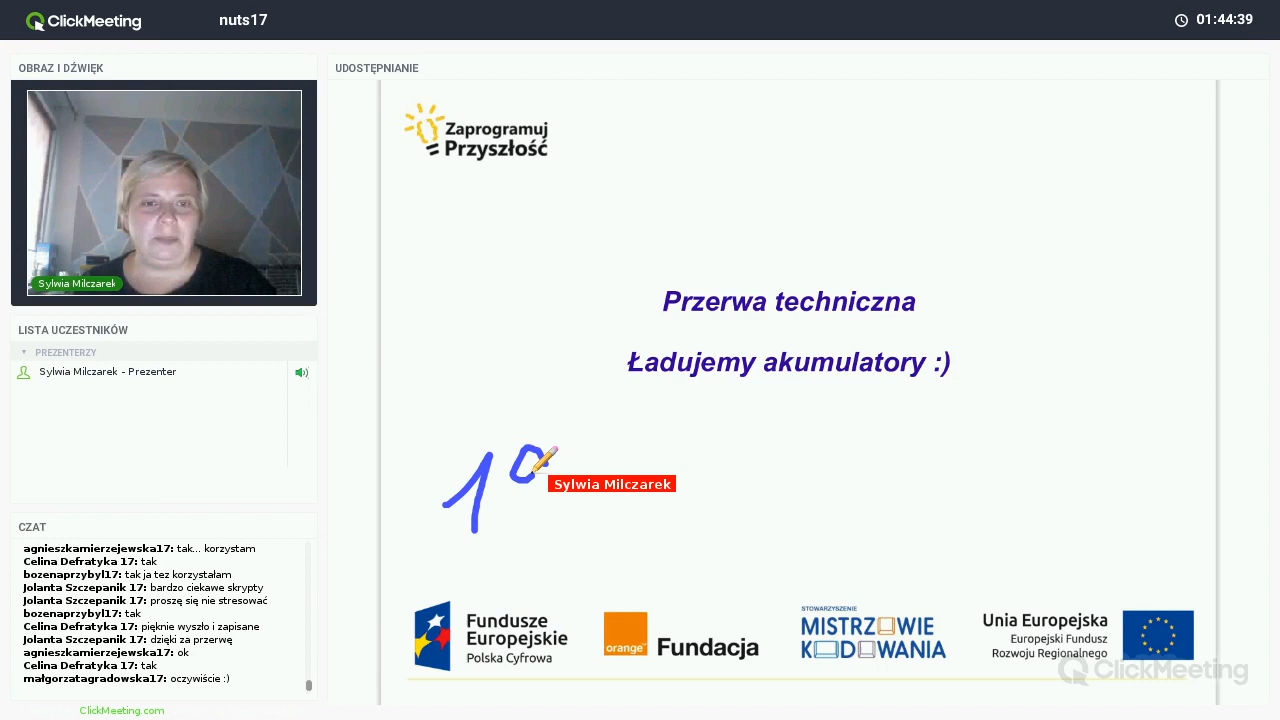 ClickMeeting
nuts17
01:44:39
OBRAZ I DŹWIĘK
Sylwia Milczarek
LISTA UCZESTNIKÓW
PREZENTERZY
Sylwia Milczarek - Prezenter
CZAT
agnieszkamierzejewska17: tak... korzystam
Celina Defratyka 17: tak
bozenaprzybyl17: tak ja tez korzystałam
Jolanta Szczepanik 17: bardzo ciekawe skrypty
Jolanta Szczepanik 17: proszę się nie stresować
bozenaprzybyl17: tak
Celina Defratyka 17: pięknie wyszło i zapisane
Jolanta Szczepanik 17: dzięki za przerwę
agnieszkamierzejewska17: ok
Celina Defratyka 17: tak
małgorzatagradowska17: oczywiście :)
ClickMeeting.com
UDOSTĘPNIANIE
Zaprogramuj
Przyszłość
Przerwa techniczna
Ładujemy akumulatory :)
10
Sylwia Milczarek
Fundusze
Europejskie
Polska Cyfrowa
orange™
Fundacja
STOWARZYSZENIE
MISTRZOWIE
KODOWANIA
Unia Europejska
Europejski Fundusz
Rozwoju Regionalnego
ClickMeeting